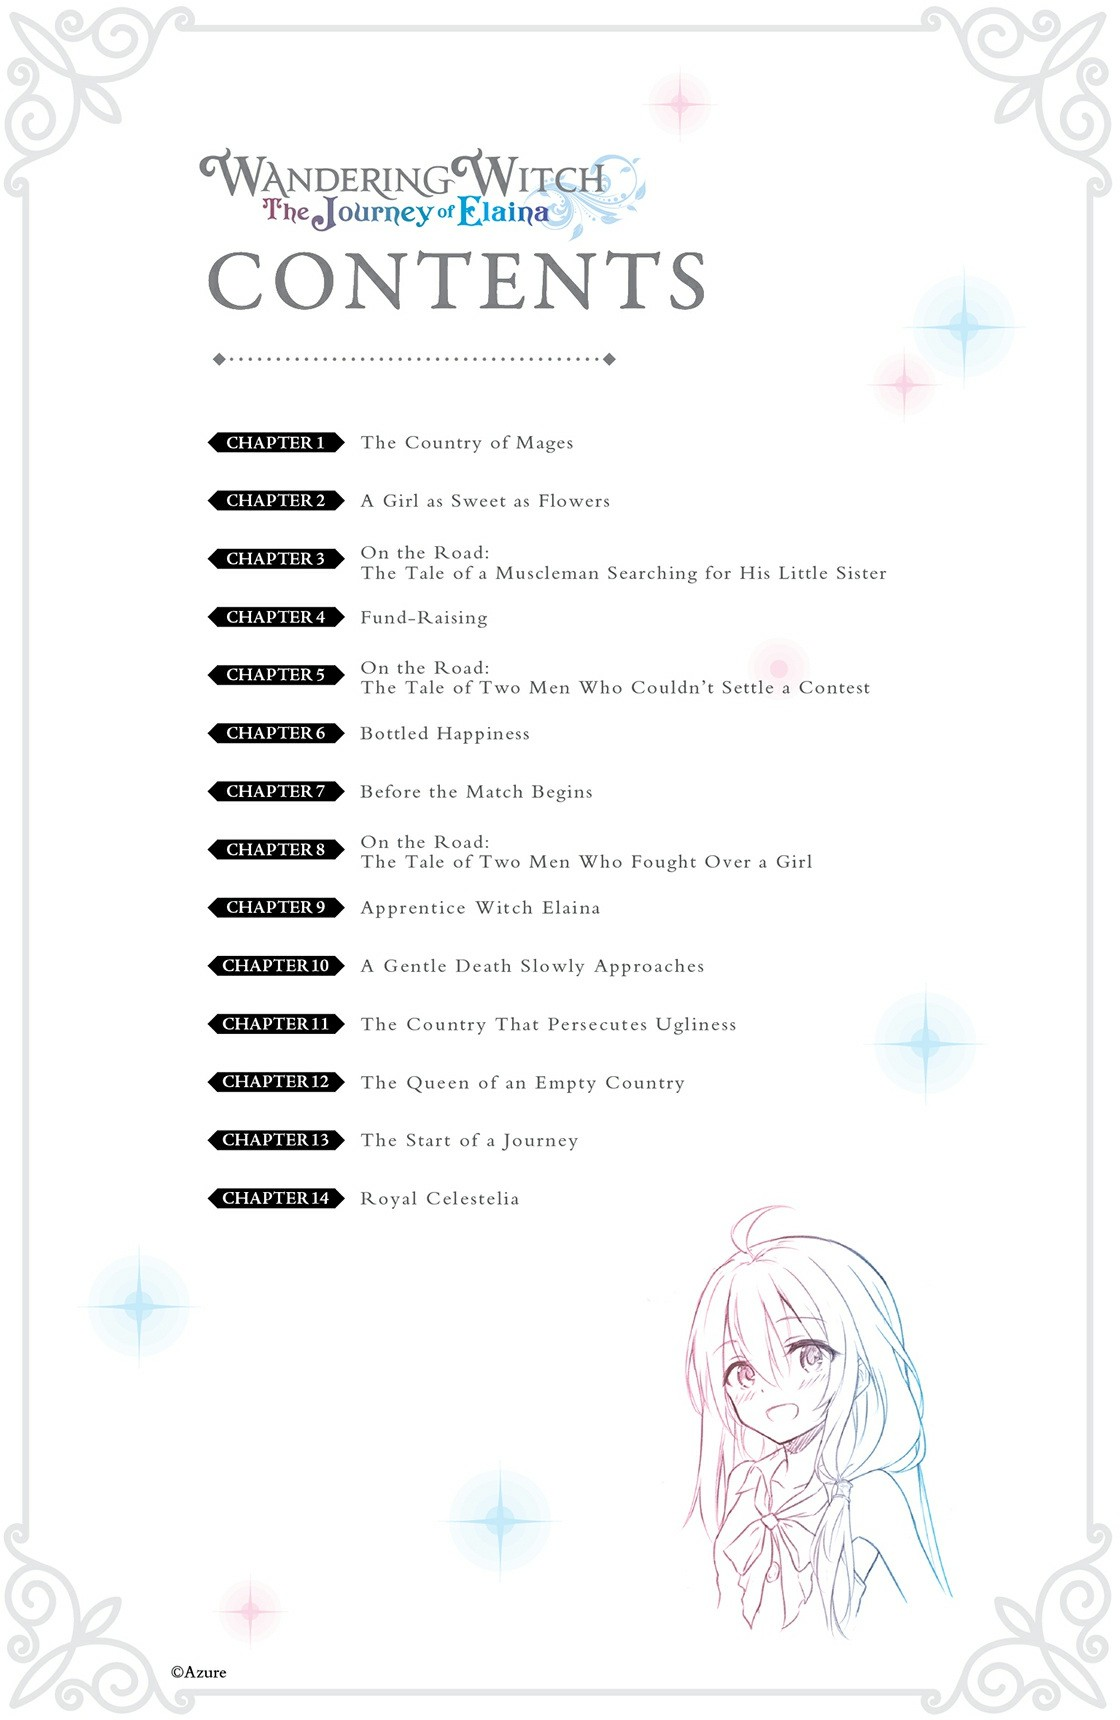 WANDERING WITCH
The Journey of Elaina
CONTENTS
CHAPTER 1 The Country of Mages
CHAPTER 2 A Girl as Sweet as Flowers
CHAPTER 3 On the Road:
The Tale of a Muscleman Searching for His Little Sister
CHAPTER 4 Fund-Raising
CHAPTER 5 On the Road:
The Tale of Two Men Who Couldn't Settle a Contest
CHAPTER 6 Bottled Happiness
CHAPTER 7 Before the Match Begins
CHAPTER 8 On the Road:
The Tale of Two Men Who Fought Over a Girl
CHAPTER 9 Apprentice Witch Elaina
CHAPTER 10 A Gentle Death Slowly Approaches
CHAPTER 11 The Country That Persecutes Ugliness
CHAPTER 12 The Queen of an Empty Country
CHAPTER 13 The Start of a Journey
CHAPTER 14 Royal Celestelia
©Azure